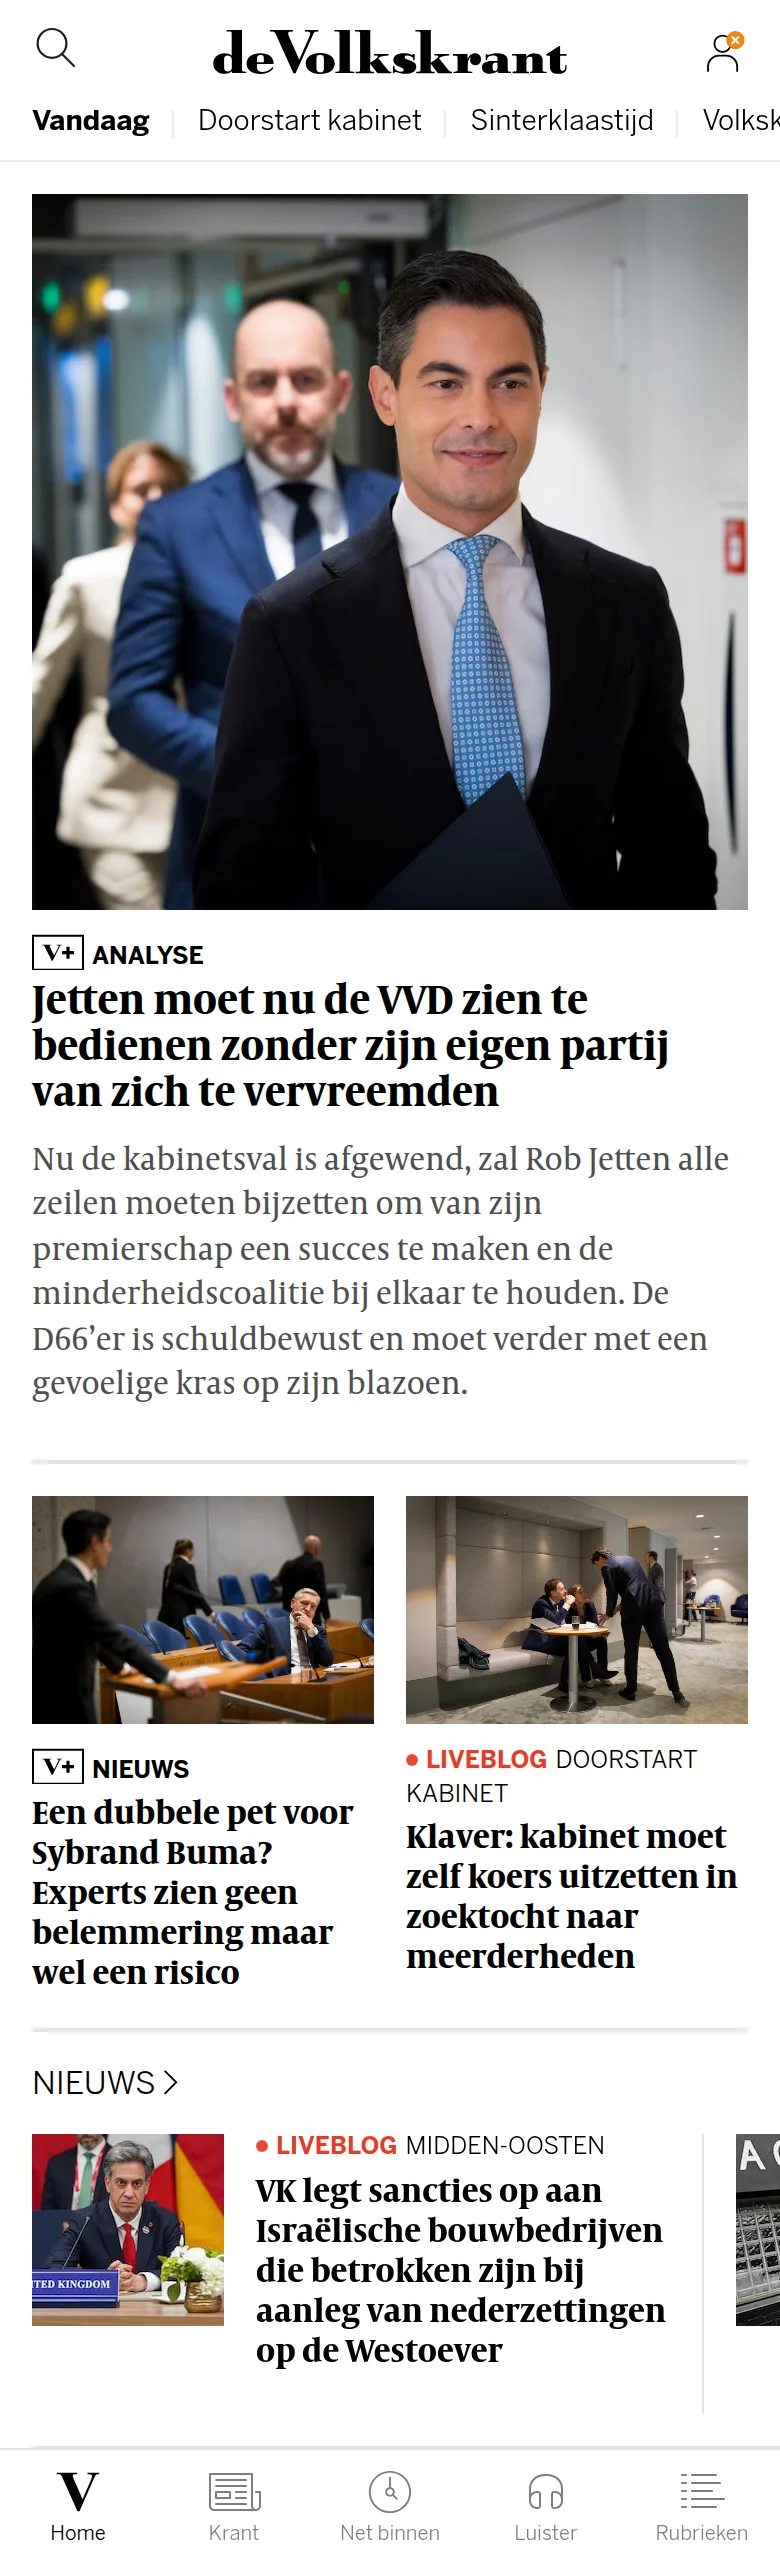 deVolkskrant
Vandaag
Doorstart kabinet
Sinterklaastijd
Volksk
V+ ANALYSE
Jetten moet nu de VVD zien te
bedienen zonder zijn eigen partij
van zich te vervreemden
Nu de kabinetsval is afgewend, zal Rob Jetten alle
zeilen moeten bijzetten om van zijn
premierschap een succes te maken en de
minderheidscoalitie bij elkaar te houden. De
D66’er is schuldbewust en moet verder met een
gevoelige kras op zijn blazoen.
V+ NIEUWS
Een dubbele pet voor
Sybrand Buma?
Experts zien geen
belemmering maar
wel een risico
LIVEBLOG DOORSTART
KABINET
Klaver: kabinet moet
zelf koers uitzetten in
zoektocht naar
meerderheden
NIEUWS
TED KINGDOM
LIVEBLOG MIDDEN-OOSTEN
VK legt sancties op aan
Israëlische bouwbedrijven
die betrokken zijn bij
aanleg van nederzettingen
op de Westoever
V
Home
Krant
Net binnen
Luister
Rubrieken